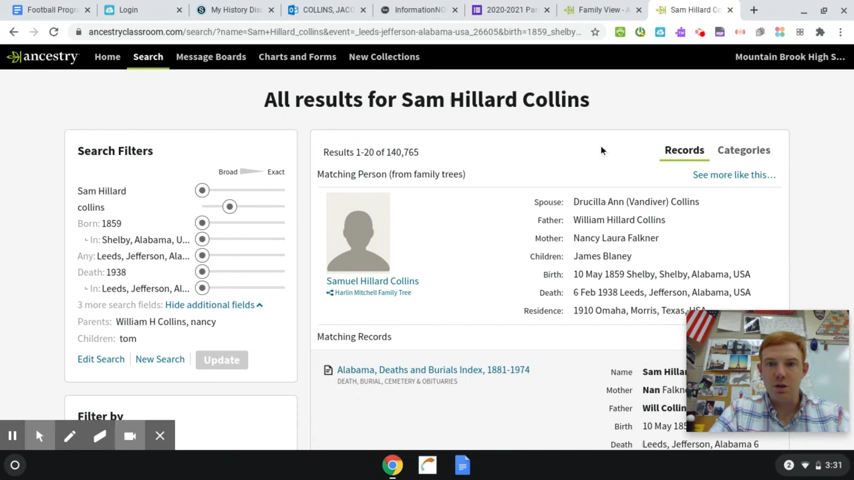 Football Progr
Login
My History Dis
COLLINS, JACO
InformationNO
2020-2021 Par
Family View - A
Sam Hillard Co
ancestryclassroom.com/search/?name=Sam+Hillard_collins&event=_leeds-jefferson-alabama-usa_26605&birth=1859_shelby...
ancestry
classroom
Home
Search
Message Boards
Charts and Forms
New Collections
Mountain Brook High S...
All results for Sam Hillard Collins
Search Filters
Broad
Exact
Sam Hillard
collins
Born: 1859
In: Shelby, Alabama, U...
Any: Leeds, Jefferson, Ala...
Death: 1938
In: Leeds, Jefferson, Al...
3 more search fields: Hide additional fields
Parents: William H Collins, nancy
Children: tom
Edit Search
New Search
Update
Filter by
Results 1-20 of 140,765
Records
Categories
Matching Person (from family trees)
See more like this...
Samuel Hillard Collins
Harlin Mitchell Family Tree
Spouse: Drucilla Ann (Vandiver) Collins
Father: William Hillard Collins
Mother: Nancy Laura Falkner
Children: James Blaney
Birth: 10 May 1859 Shelby, Shelby, Alabama, USA
Death: 6 Feb 1938 Leeds, Jefferson, Alabama, USA
Residence: 1910 Omaha, Morris, Texas,
Matching Records
Alabama, Deaths and Burials Index, 1881-1974
DEATH, BURIAL, CEMETERY & OBITUARIES
Name Sam Hillar
Mother Nan Falkne
Father Will Collin
Birth 10 May 185
Death Leeds, Jefferson, Alabama 6
2
3:31